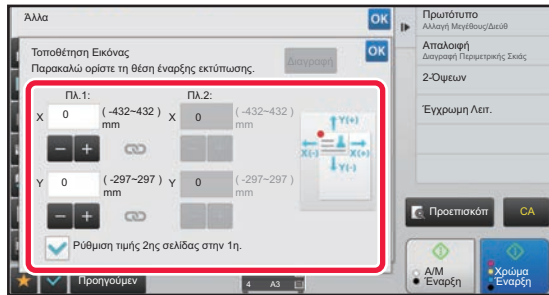 Άλλα
OK
Τοποθέτηση Εικόνας
Παρακαλώ ορίστε τη θέση έναρξης εκτύπωσης.
Διαγραφή
OK
Πλ.1:
Πλ.2:
X 0 ( -432~432 ) mm
X 0 ( -432~432 ) mm
Y(+)
X(-) X(+)
Y(-)
Y 0 ( -297~297 ) mm
Y 0 ( -297~297 ) mm
Ρύθμιση τιμής 2ης σελίδας στην 1η.
Προηγούμεν
4 A3
Πρωτότυπο
Αλλαγή Μεγέθους/Διεύθ
Απαλοιφή
Διαγραφή Περιμετρικής Σκιάς
2-Όψεων
Έγχρωμη Λειτ.
Προεπισκόπ
CA
Α/Μ
Έναρξη
Χρώμα
Έναρξη